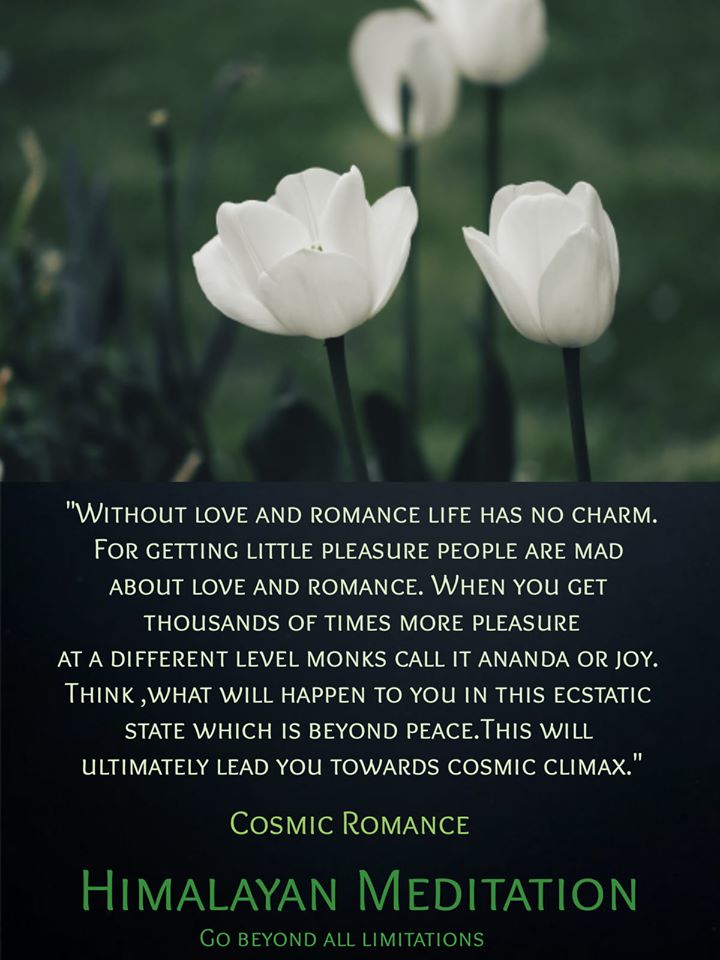 "Without love and romance life has no charm.
For getting little pleasure people are mad
about love and romance. When you get
thousands of times more pleasure
at a different level monks call it ananda or joy.
Think ,what will happen to you in this ecstatic
state which is beyond peace.This will
ultimately lead you towards cosmic climax."
Cosmic Romance
Himalayan Meditation
Go beyond all limitations